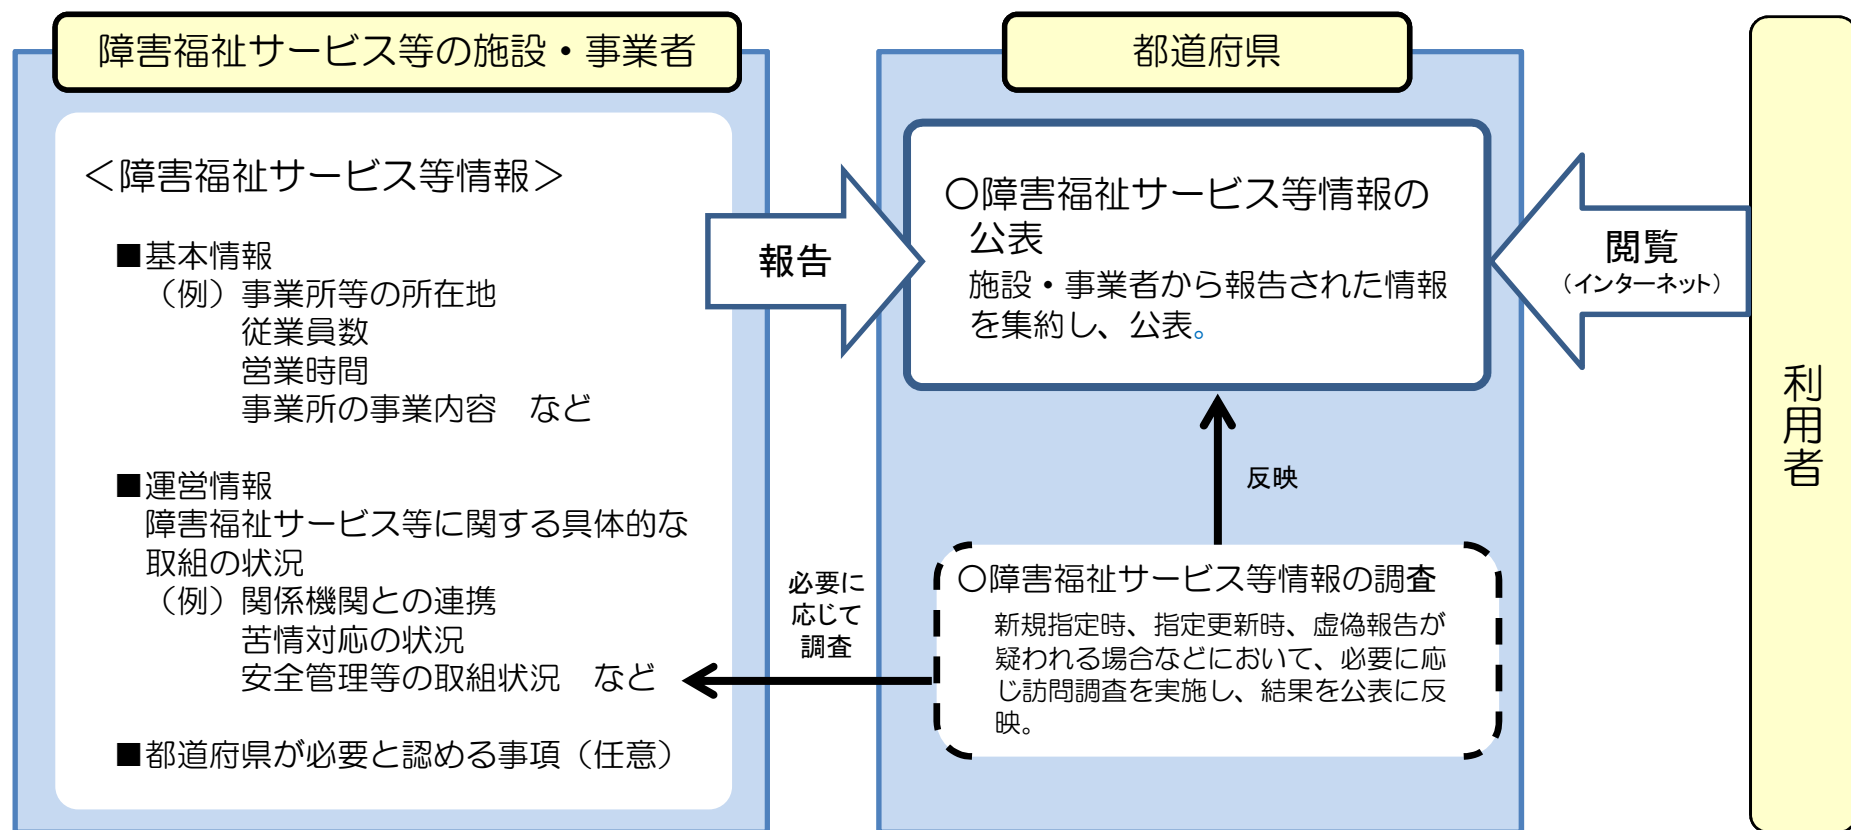 障害福祉サービス等の施設・事業者
＜障害福祉サービス等情報＞
■基本情報
（例）事業所等の所在地
従業員数
営業時間
事業所の事業内容　など
■運営情報
障害福祉サービス等に関する具体的な
取組の状況
（例）関係機関との連携
苦情対応の状況
安全管理等の取組状況　など
■都道府県が必要と認める事項（任意）
報告
必要に
応じて
調査
都道府県
○障害福祉サービス等情報の
公表
施設・事業者から報告された情報
を集約し、公表。
反映
○障害福祉サービス等情報の調査
新規指定時、指定更新時、虚偽報告が
疑われる場合などにおいて、必要に応
じ訪問調査を実施し、結果を公表に反
映。
閲覧
（インターネット）
利用者